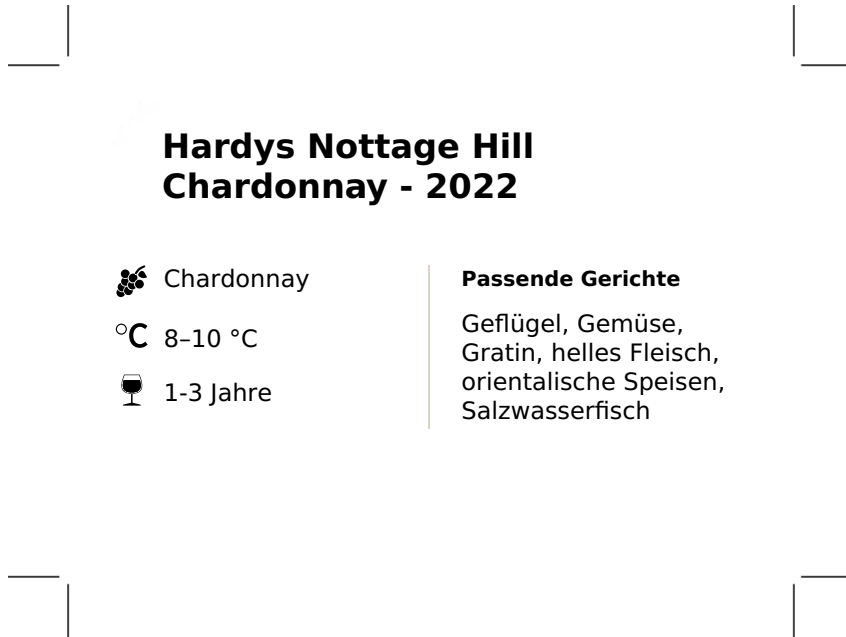 Hardys Nottage Hill
Chardonnay - 2022
Chardonnay
°C 8–10 °C
1-3 Jahre
Passende Gerichte
Geflügel, Gemüse,
Gratin, helles Fleisch,
orientalische Speisen,
Salzwasserfisch